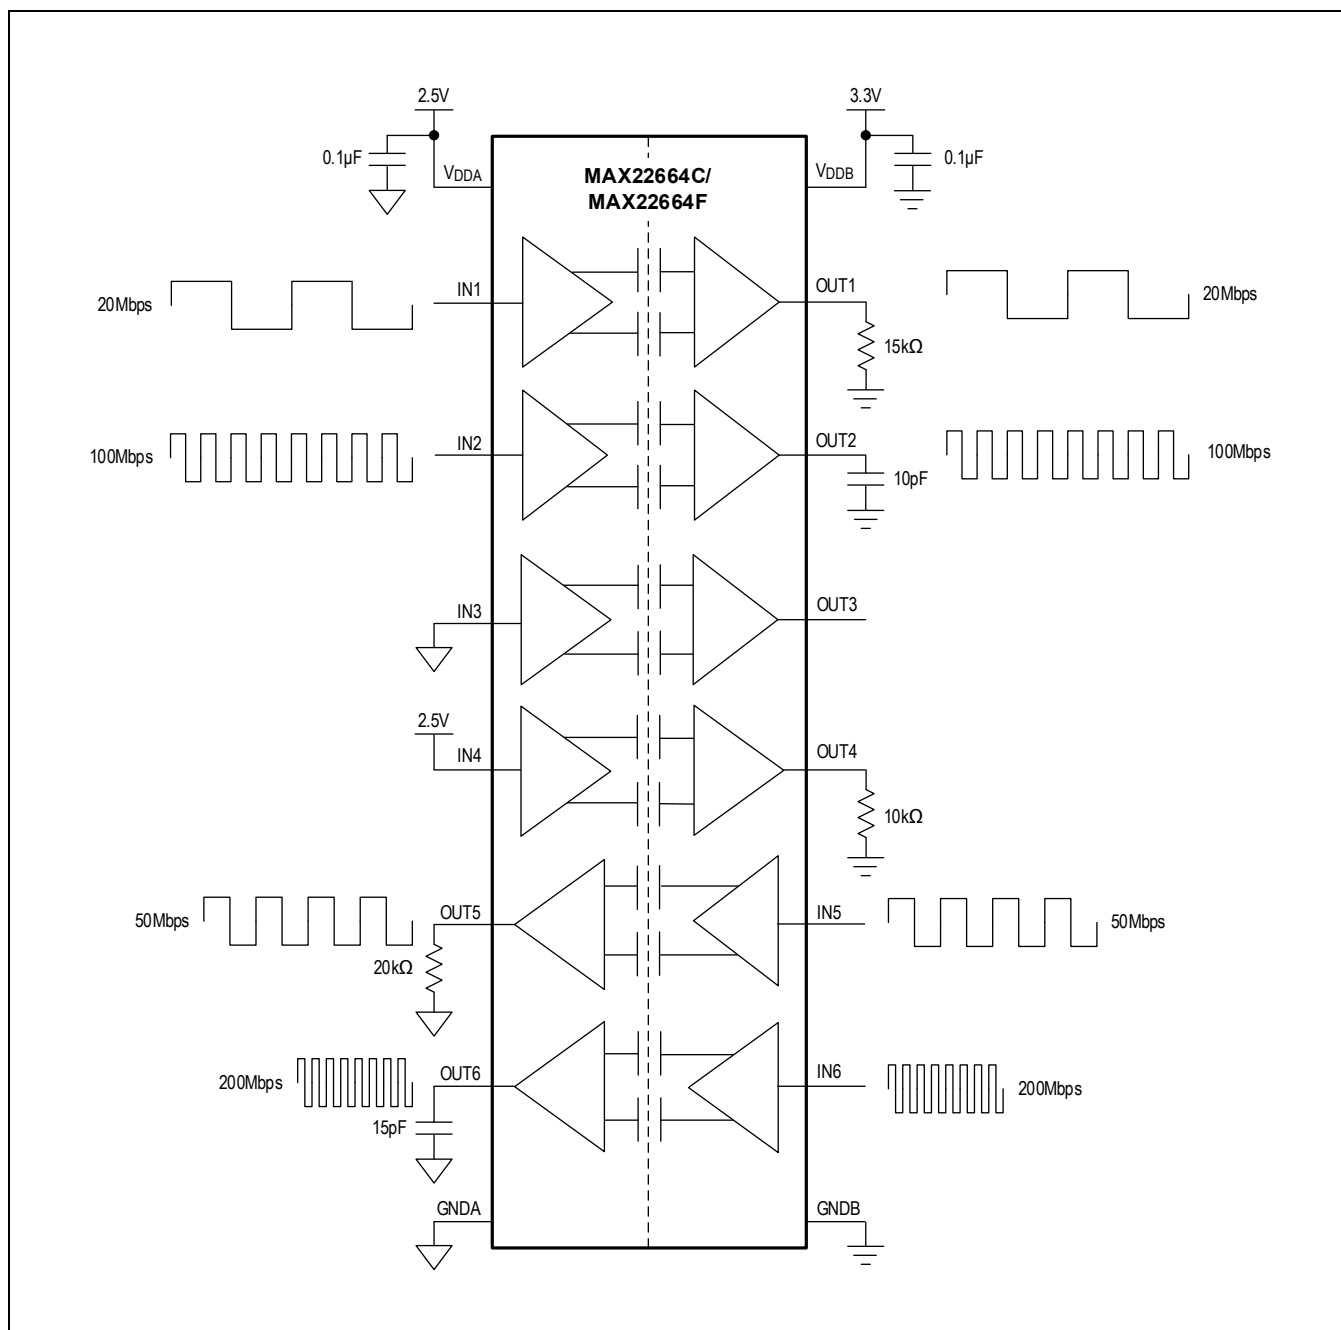 2.5V
3.3V
0.1µF
0.1µF
VDDA
VDDB
MAX22664C/
MAX22664F
20Mbps
IN1
OUT1
20Mbps
15kΩ
100Mbps
IN2
OUT2
100Mbps
10pF
IN3
OUT3
2.5V
IN4
OUT4
10kΩ
50Mbps
OUT5
IN5
50Mbps
20kΩ
200Mbps
OUT6
IN6
200Mbps
15pF
GNDA
GNDB